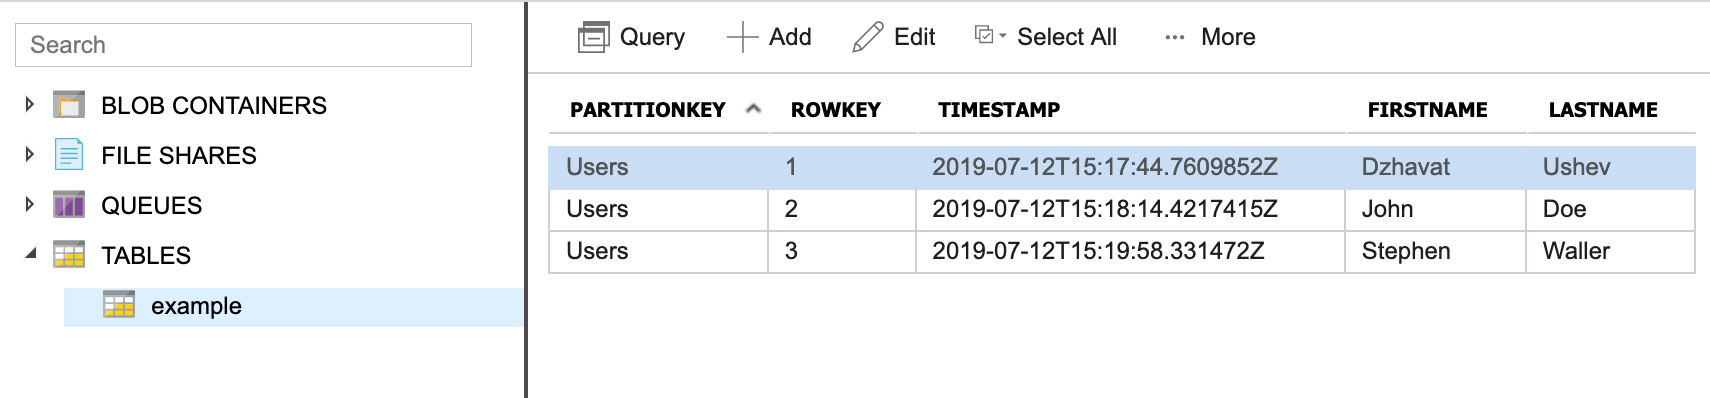 Search
BLOB CONTAINERS
FILE SHARES
QUEUES
TABLES
example
Query Add Edit Select All More
PARTITIONKEY ROWKEY TIMESTAMP FIRSTNAME LASTNAME
Users 1 2019-07-12T15:17:44.7609852Z Dzhavat Ushev
Users 2 2019-07-12T15:18:14.4217415Z John Doe
Users 3 2019-07-12T15:19:58.331472Z Stephen Waller